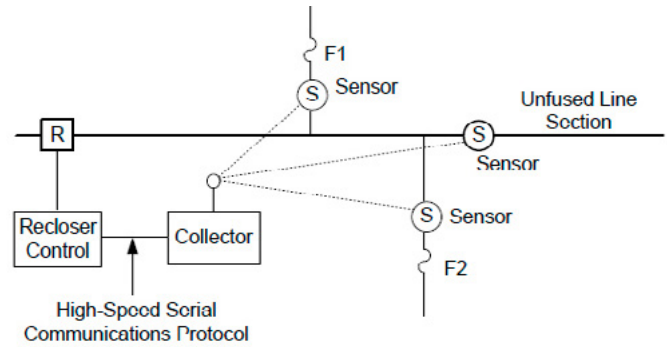 F1
S
Sensor
Unfused Line
Section
R
S
Sensor
S
Sensor
Recloser
Control
Collector
F2
High-Speed Serial
Communications Protocol